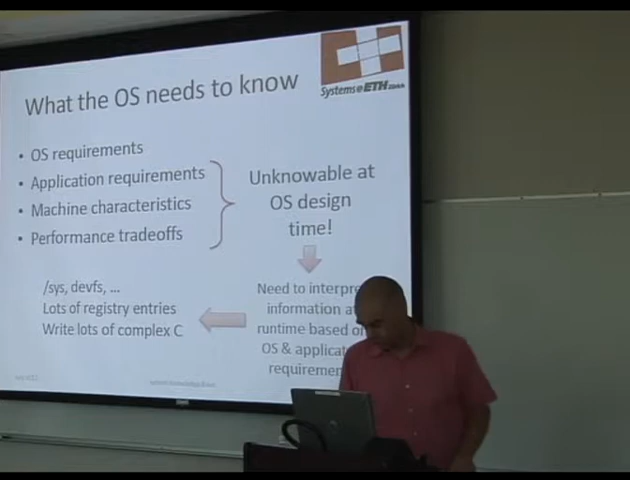 What the OS needs to know
Systems@ETH
• OS requirements
• Application requirements
• Machine characteristics
• Performance tradeoffs
Unknowable at
OS design
time!
/sys, devfs, ...
Lots of registry entries
Write lots of complex C
Need to interpre
information a
runtime based on
OS & applicat
requiremen